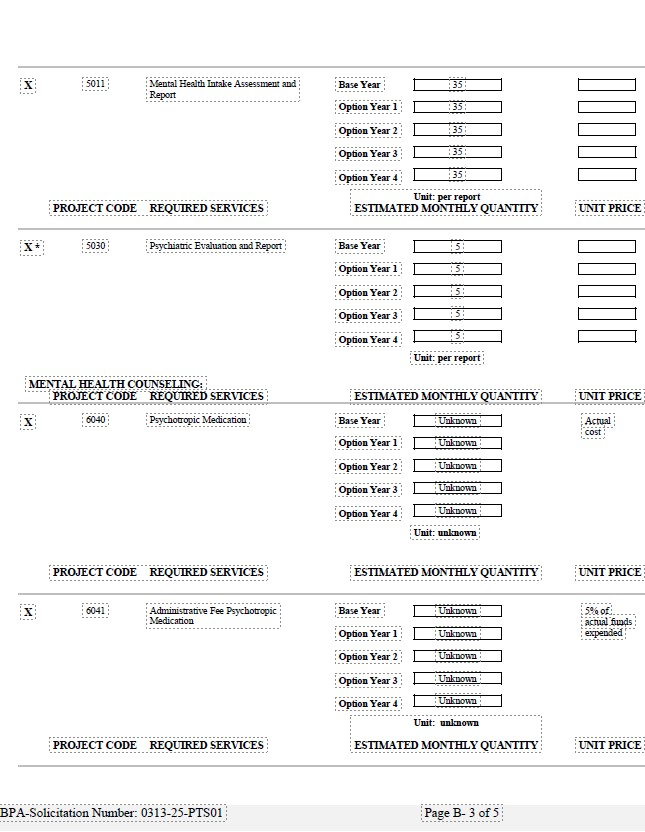 X 5011 Mental Health Intake Assessment and Base Year 35
Report
Option Year 1 35
Option Year 2 35
Option Year 3 35
Option Year 4 35
Unit: per report
PROJECT CODE REQUIRED SERVICES ESTIMATED MONTHLY QUANTITY UNIT PRICE
X * 5030 Psychiatric Evaluation and Report Base Year 5
Option Year 1 5
Option Year 2 5
Option Year 3 5
Option Year 4 5
Unit: per report
MENTAL HEALTH COUNSELING:
PROJECT CODE REQUIRED SERVICES ESTIMATED MONTHLY QUANTITY UNIT PRICE
X 6040 Psychotropic Medication Base Year Unknown Actual
cost
Option Year 1 Unknown
Option Year 2 Unknown
Option Year 3 Unknown
Option Year 4 Unknown
Unit: unknown
PROJECT CODE REQUIRED SERVICES ESTIMATED MONTHLY QUANTITY UNIT PRICE
X 6041 Administrative Fee Psychotropic Base Year Unknown 5% of
Medication actual funds
Option Year 1 Unknown expended
Option Year 2 Unknown
Option Year 3 Unknown
Option Year 4 Unknown
Unit: unknown
PROJECT CODE REQUIRED SERVICES ESTIMATED MONTHLY QUANTITY UNIT PRICE
BPA-Solicitation Number: 0313-25-PTS01 Page B- 3 of 5